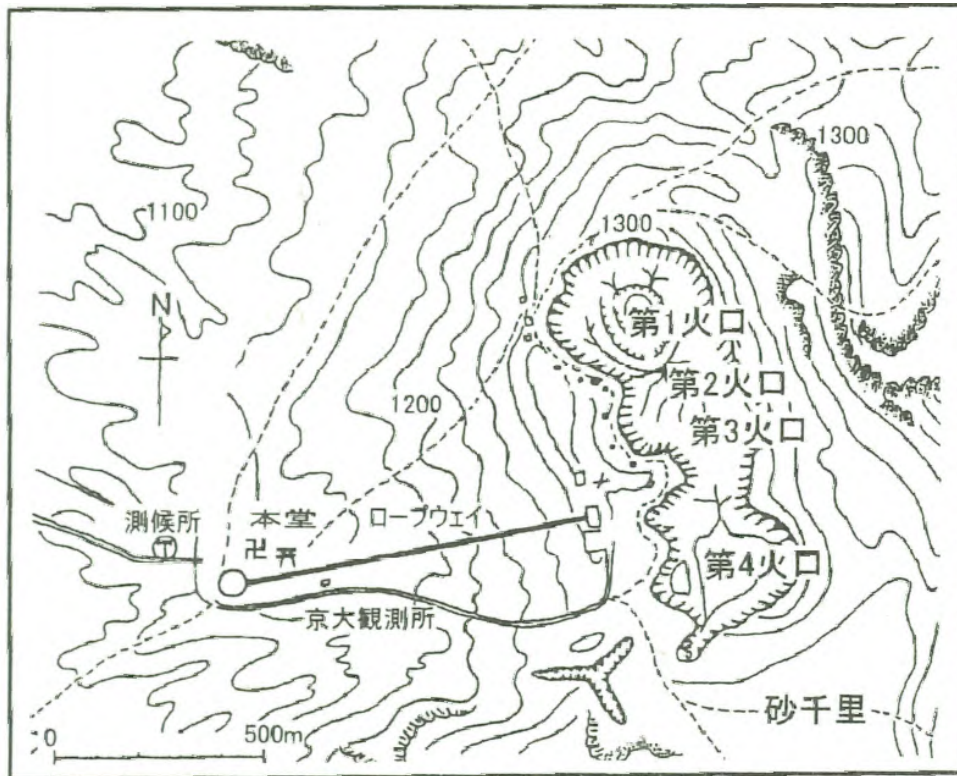 1300
1300
1100
N
第1火口
第2火口
1200
第3火口
測候所
本堂
ロープウェイ
卍
第4火口
京大観測所
砂千里
0
500m